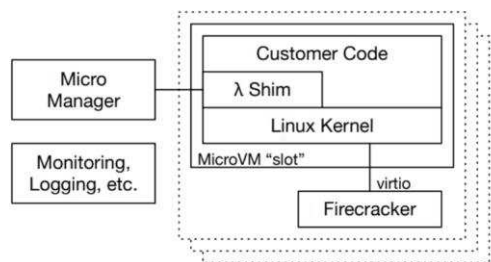 Micro
Manager
Monitoring,
Logging, etc.
Customer Code
λ Shim
Linux Kernel
MicroVM “slot”
virtio
Firecracker